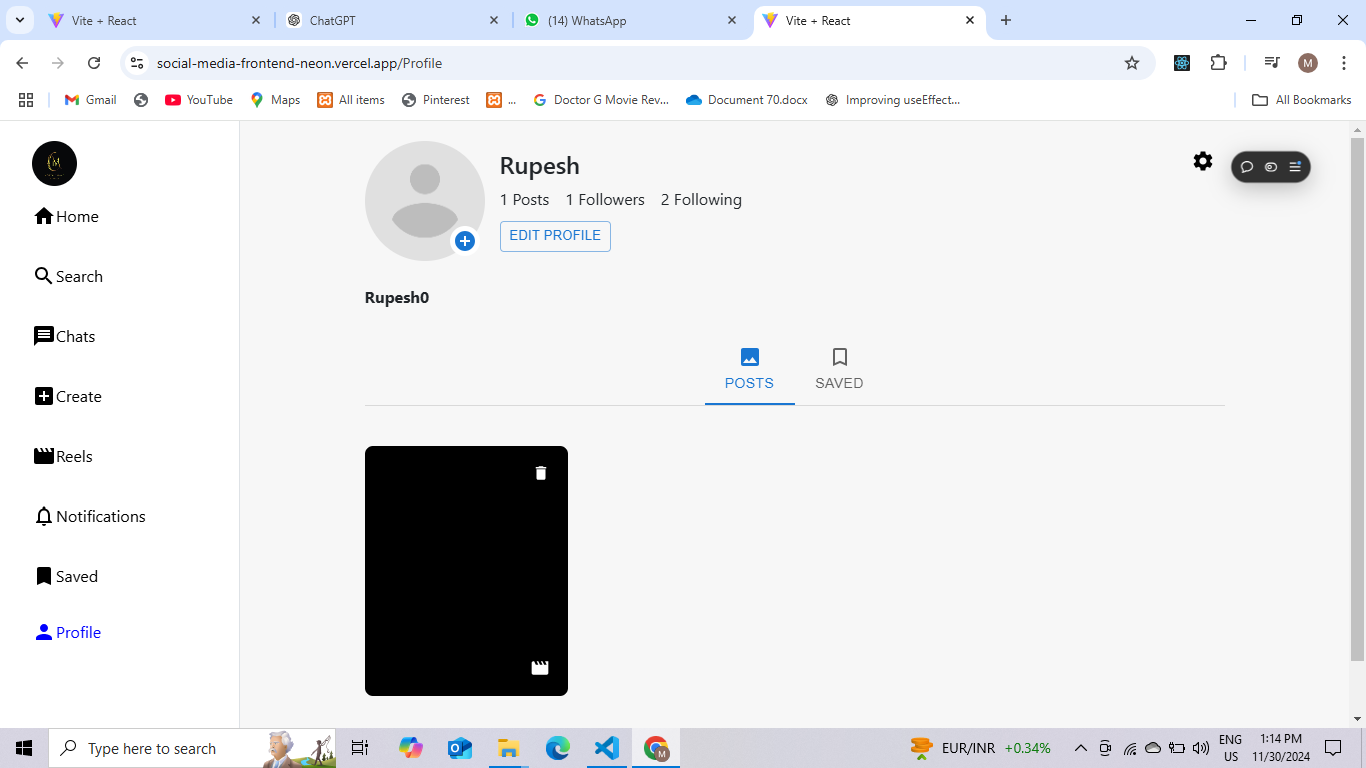 Vite + React
ChatGPT
(14) WhatsApp
Vite + React
social-media-frontend-neon.vercel.app/Profile
M
Gmail
YouTube
Maps
All items
Pinterest
...
Doctor G Movie Rev...
Document 70.docx
Improving useEffect...
All Bookmarks
Home
Search
Chats
Create
Reels
Notifications
Saved
Profile
Rupesh
1 Posts 1 Followers 2 Following
EDIT PROFILE
Rupesh0
POSTS
SAVED
Type here to search
M
EUR/INR +0.34%
ENG
US
1:14 PM
11/30/2024